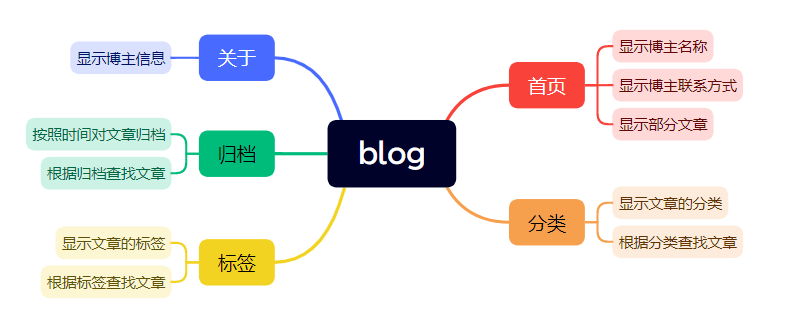 blog
首页
显示博主名称
显示博主联系方式
显示部分文章
分类
显示文章的分类
根据分类查找文章
关于
显示博主信息
归档
按照时间对文章归档
根据归档查找文章
标签
显示文章的标签
根据标签查找文章